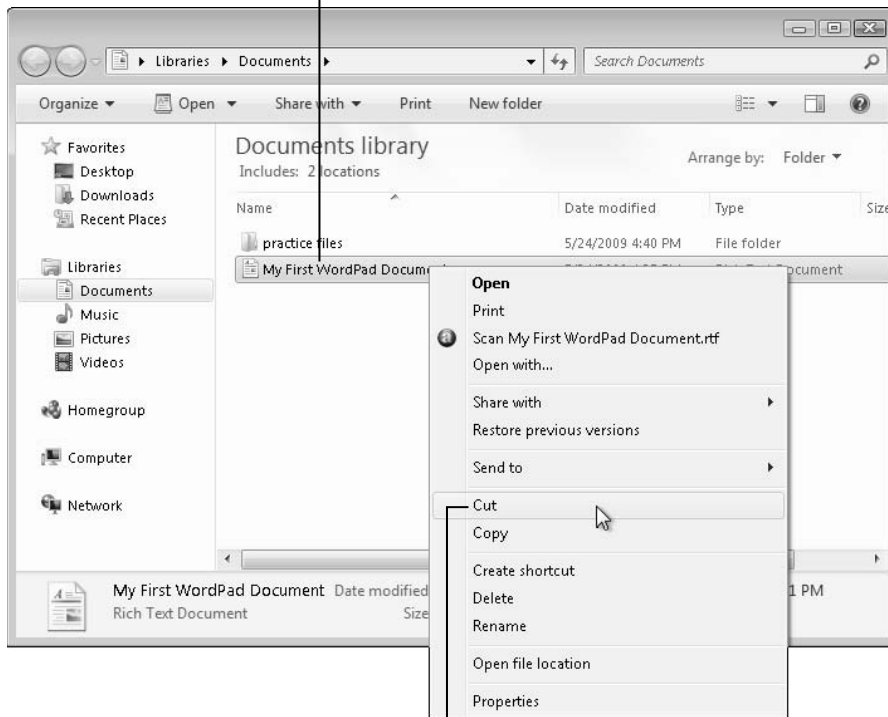 Libraries Documents Search Documents
Organize Open Share with Print New folder
Favorites
Desktop
Downloads
Recent Places
Libraries
Documents
Music
Pictures
Videos
Homegroup
Computer
Network
Documents library
Includes: 2 locations
Arrange by: Folder
Name Date modified Type Size
practice files 5/24/2009 4:40 PM File folder
My First WordPad Document
Open
Print
Scan My First WordPad Document.rtf
Open with...
Share with
Restore previous versions
Send to
Cut
Copy
Create shortcut
Delete
Rename
Open file location
Properties
My First WordPad Document Date modified 1 PM
Rich Text Document Size